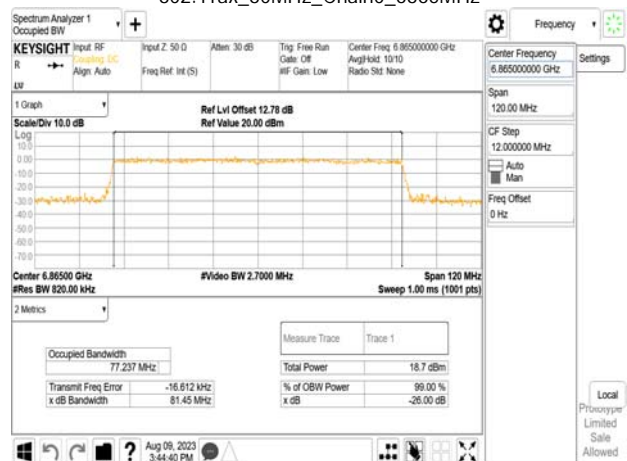 Spectrum Analyzer 1
Occupied BW
Frequency
KEYSIGHT
R
Input: RF
Coupling: DC
Align: Auto
Input Z: 50 Ω
Freq Ref: Int (S)
Atten: 30 dB
Trig: Free Run
Gate: Off
#IF Gain: Low
Center Freq: 6.865000000 GHz
Avg|Hold: 10/10
Radio Std: None
1 Graph
Scale/Div 10.0 dB
Ref Lvl Offset 12.78 dB
Ref Value 20.00 dBm
Log
10.0
0.00
-10.0
-20.0
-30.0
-40.0
-50.0
-60.0
-70.0
Center 6.86500 GHz
#Res BW 820.00 kHz
#Video BW 2.7000 MHz
Span 120 MHz
Sweep 1.00 ms (1001 pts)
2 Metrics
Measure Trace
Trace 1
Occupied Bandwidth
77.237 MHz
Total Power
18.7 dBm
Transmit Freq Error
-16.612 kHz
% of OBW Power
99.00 %
x dB Bandwidth
81.45 MHz
x dB
-26.00 dB
Aug 09, 2023
3:44:40 PM
Center Frequency
6.865000000 GHz
Settings
Span
120.00 MHz
CF Step
12.000000 MHz
Auto
Man
Freq Offset
0 Hz
Local
Prototype
Limited
Sale
Allowed